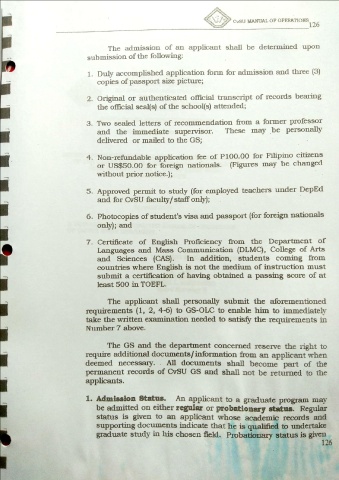 CvSU MANUAL OF OPERATIONS 126
The admission of an applicant shall be determined upon
submission of the following:
1. Duly accomplished application form for admission and three (3)
copies of passport size picture;
2. Original or authenticated official transcript of records bearing
the official seal(s) of the school(s) attended;
3. Two sealed letters of recommendation from a former professor
and the immediate supervisor. These may be personally
delivered or mailed to the GS;
4. Non-refundable application fee of P100.00 for Filipino citizens
or US$50.00 for foreign nationals. (Figures may be changed
without prior notice.);
5. Approved permit to study (for employed teachers under DepEd
and for CvSU faculty/staff only);
6. Photocopies of student's visa and passport (for foreign nationals
only); and
7. Certificate of English Proficiency from the Department of
Languages and Mass Communication (DLMC), College of Arts
and Sciences (CAS). In addition, students coming from
countries where English is not the medium of instruction must
submit a certification of having obtained a passing score of at
least 500 in TOEFL.
The applicant shall personally submit the aforementioned
requirements (1, 2, 4-6) to GS-OLC to enable him to immediately
take the written examination needed to satisfy the requirements in
Number 7 above.
The GS and the department concerned reserve the right to
require additional documents/information from an applicant when
deemed necessary. All documents shall become part of the
permanent records of CvSU GS and shall not be returned to the
applicants.
1. Admission Status. An applicant to a graduate program may
be admitted on either regular or probationary status. Regular
status is given to an applicant whose academic records and
supporting documents indicate that he is qualified to undertake
graduate study in his chosen field. Probationary status is given
126